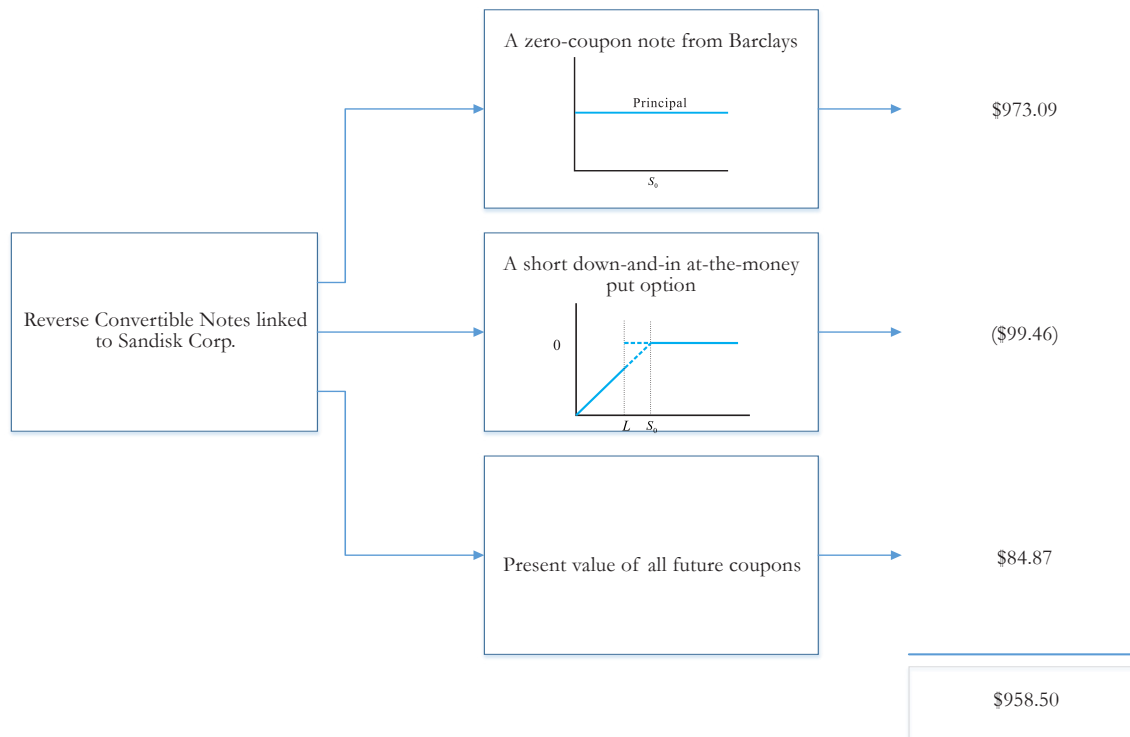 A zero-coupon note from Barclays
Principal
S₀
$973.09
Reverse Convertible Notes linked
to Sandisk Corp.
A short down-and-in at-the-money
put option
0
L S₀
($99.46)
Present value of all future coupons
$84.87
$958.50